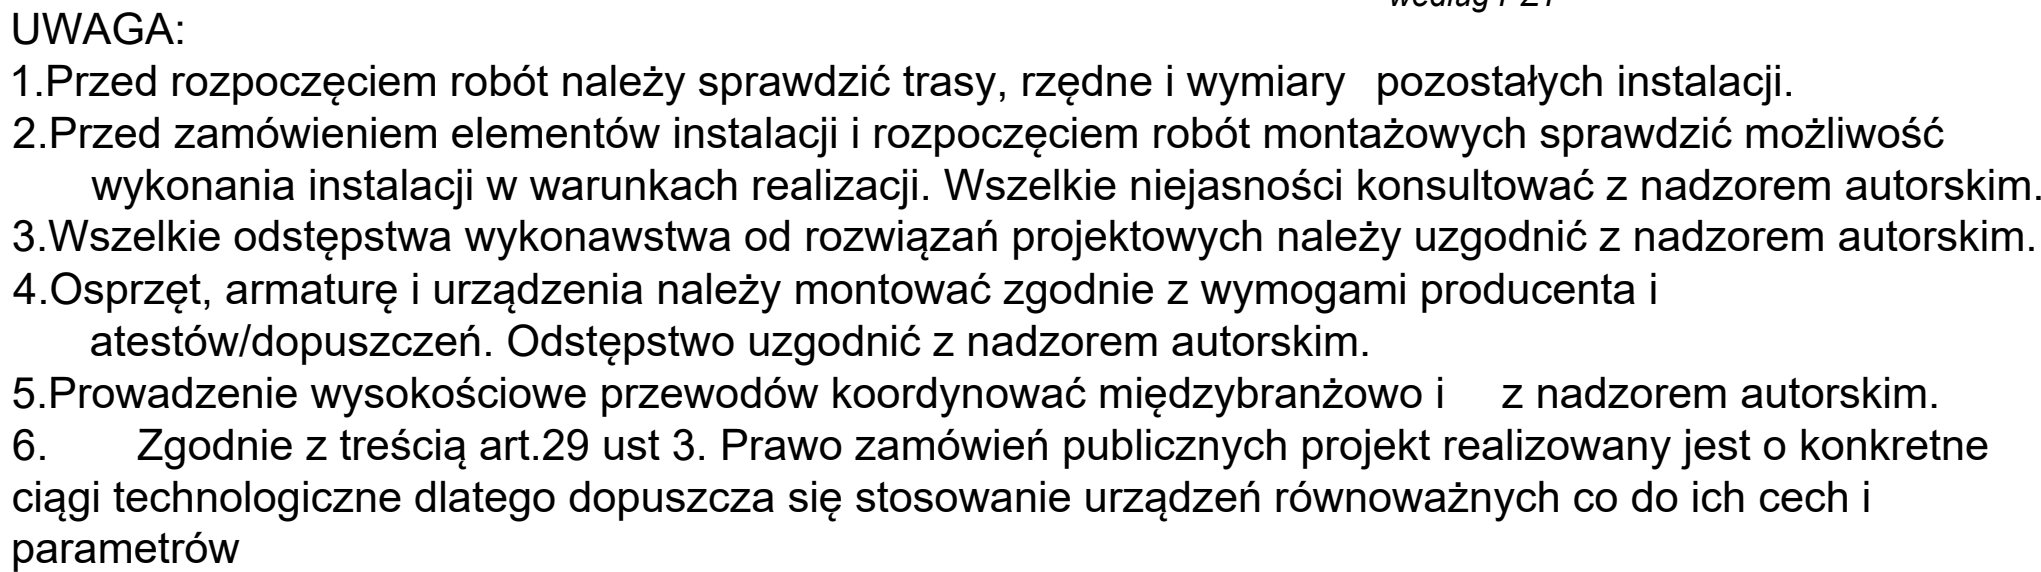 według PZT
UWAGA:
1.Przed rozpoczęciem robót należy sprawdzić trasy, rzędne i wymiary pozostałych instalacji.
2.Przed zamówieniem elementów instalacji i rozpoczęciem robót montażowych sprawdzić możliwość
wykonania instalacji w warunkach realizacji. Wszelkie niejasności konsultować z nadzorem autorskim.
3.Wszelkie odstępstwa wykonawstwa od rozwiązań projektowych należy uzgodnić z nadzorem autorskim.
4.Osprzęt, armaturę i urządzenia należy montować zgodnie z wymogami producenta i
atestów/dopuszczeń. Odstępstwo uzgodnić z nadzorem autorskim.
5.Prowadzenie wysokościowe przewodów koordynować międzybranżowo i z nadzorem autorskim.
6. Zgodnie z treścią art.29 ust 3. Prawo zamówień publicznych projekt realizowany jest o konkretne
ciągi technologiczne dlatego dopuszcza się stosowanie urządzeń równoważnych co do ich cech i
parametrów